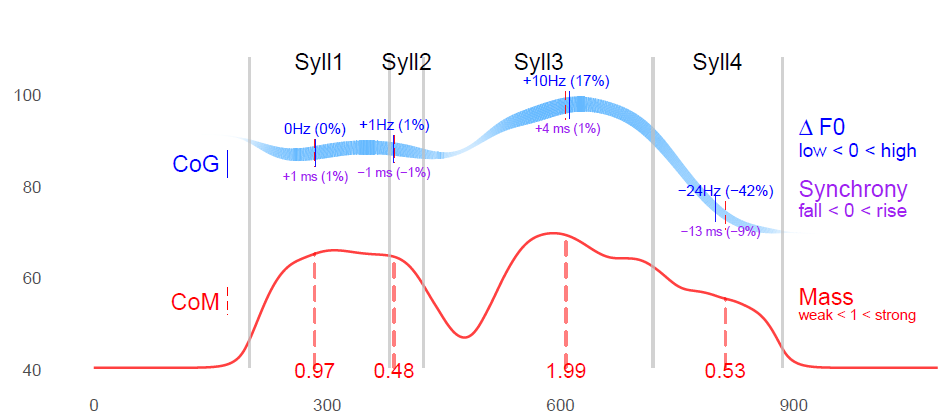 Syll1 Syll2 Syll3 Syll4
+10Hz (17%)
100
0Hz (0%) +1Hz (1%)
+4 ms (1%)
Δ F0
low < 0 < high
CoG
+1 ms (1%) −1 ms (−1%)
80
−24Hz (−42%)
Synchrony
fall < 0 < rise
−13 ms (−9%)
60
CoM
Mass
weak < 1 < strong
40
0.97 0.48 1.99 0.53
0 300 600 900